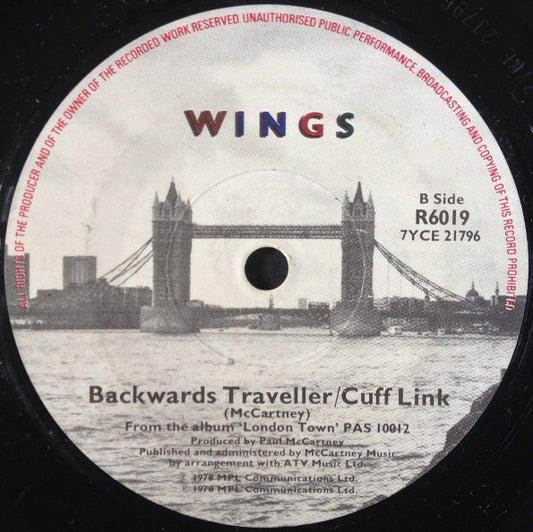 ALL RIGHTS OF THE PRODUCER AND OF THE OWNER OF THE RECORDED WORK RESERVED UNAUTHORISED PUBLIC PERFORMANCE BROADCASTING AND COPYING OF THIS RECORD PROHIBITED
WINGS
B Side
R6019
7YCE 21796
Backwards Traveller/Cuff Link
(McCartney)
From the album 'London Town' PAS 10012
Produced by Paul McCartney
Published and administered by McCartney Music
by arrangement with ATV Music Ltd.
℗ 1978 MPL Communications Ltd.
© 1978 MPL Communications Ltd.